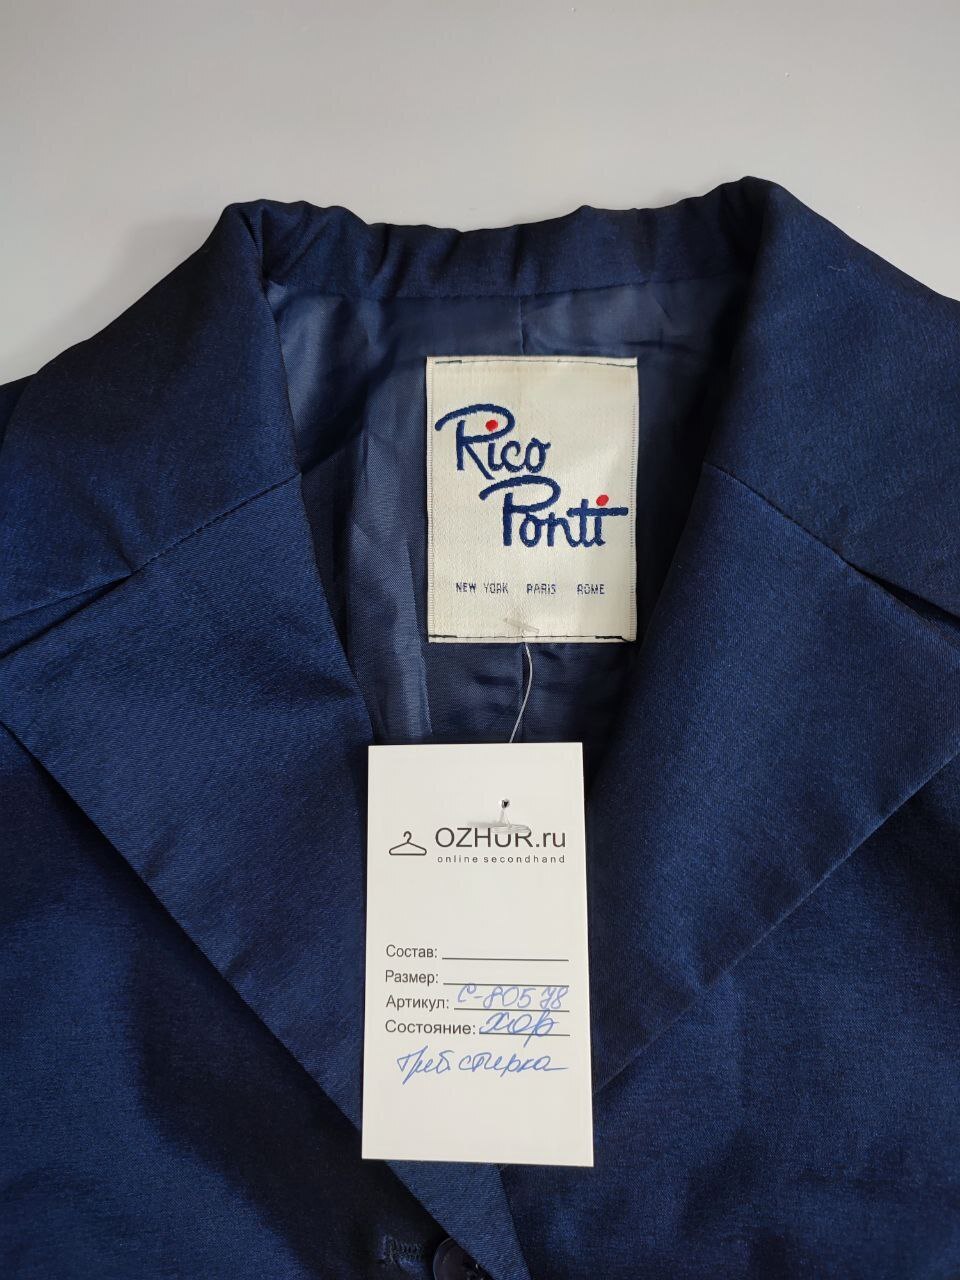 Rico
Ponti
NEW YORK PARIS ROME
OZHUR.ru
online secondhand
Состав:
Размер:
Артикул: С-80578
Состояние: хор
треб стирка